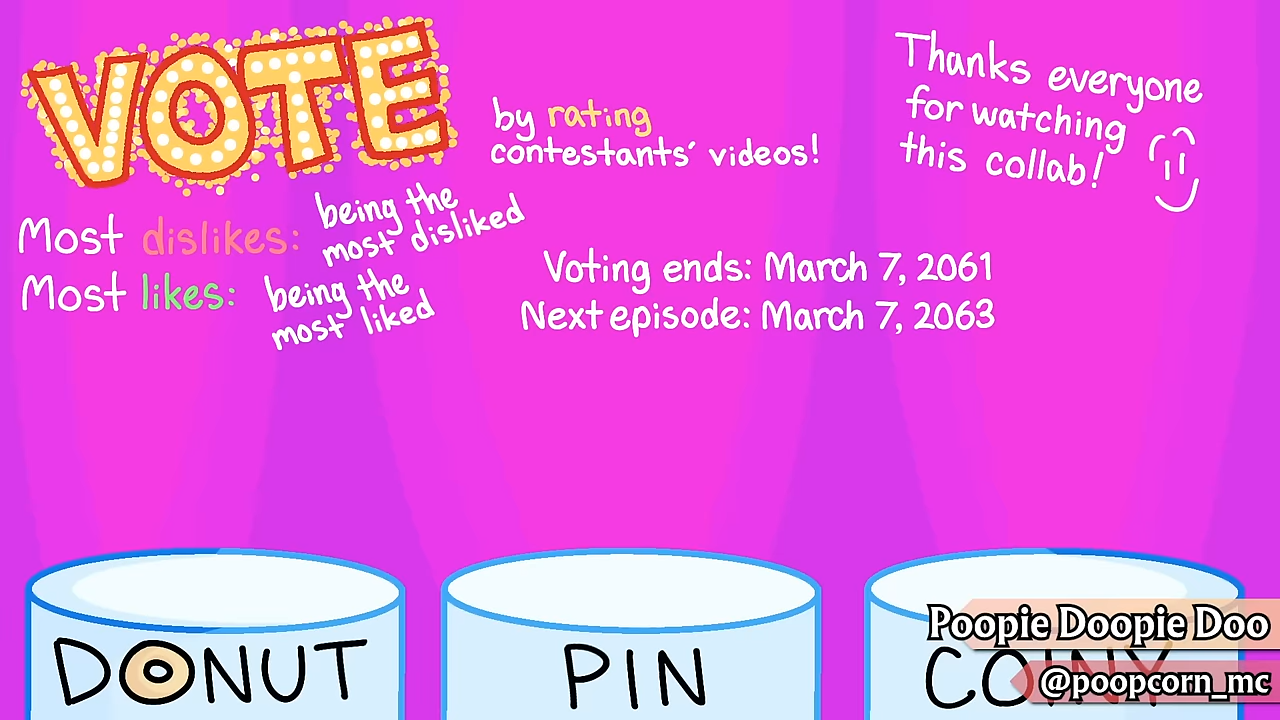 VOTE
by rating
contestants' videos!
Thanks everyone
for watching
this collab!
Most dislikes:
being the
most disliked
Most likes:
being the
most liked
Voting ends: March 7, 2061
Next episode: March 7, 2063
DONUT
PIN
COINY
Poopie Doopie Doo
@poopcorn_mc